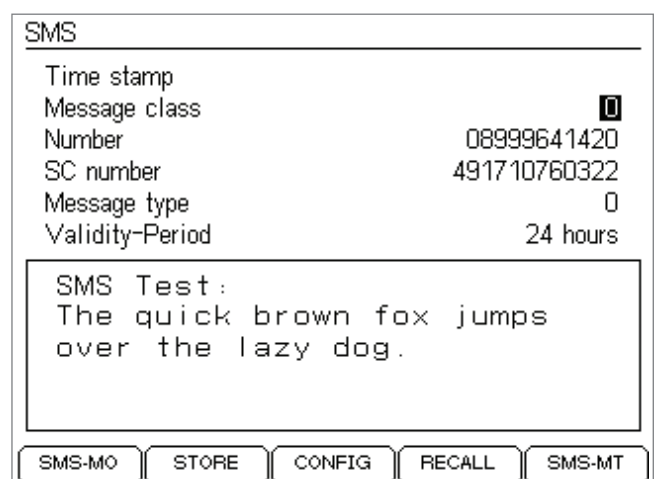 SMS
Time stamp
Message class 0
Number 08999641420
SC number 491710760322
Message type 0
Validity-Period 24 hours
SMS Test:
The quick brown fox jumps
over the lazy dog.
SMS-MO STORE CONFIG RECALL SMS-MT